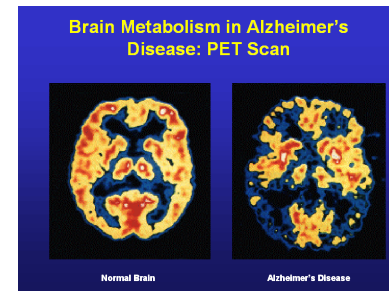 Brain Metabolism in Alzheimer's
Disease: PET Scan
Normal Brain
Alzheimer's Disease